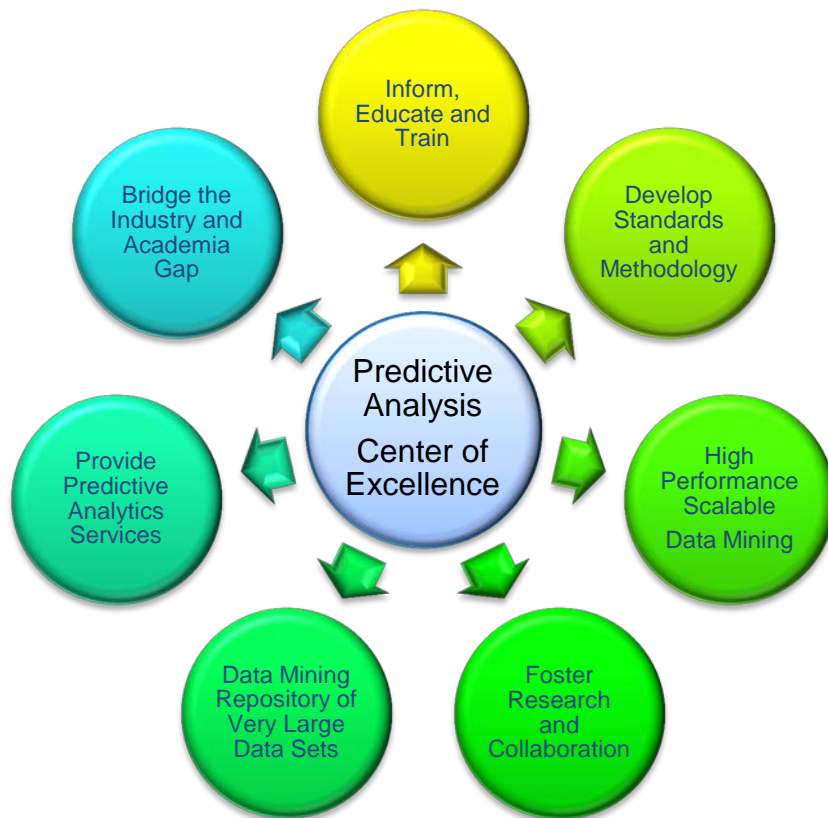 Inform,
Educate and
Train
Develop
Standards
and
Methodology
High
Performance
Scalable
Data Mining
Foster
Research
and
Collaboration
Data Mining
Repository of
Very Large
Data Sets
Provide
Predictive
Analytics
Services
Bridge the
Industry and
Academia
Gap
Predictive
Analysis
Center of
Excellence